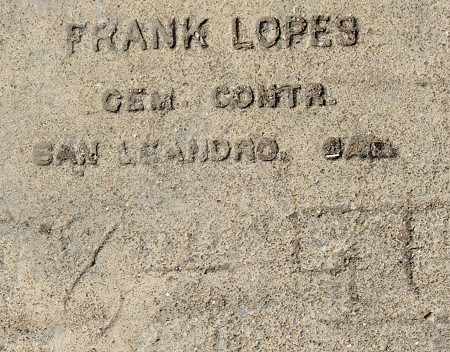 FRANK LOPES
CEM. CONTR.
SAN LEANDRO. CAL.